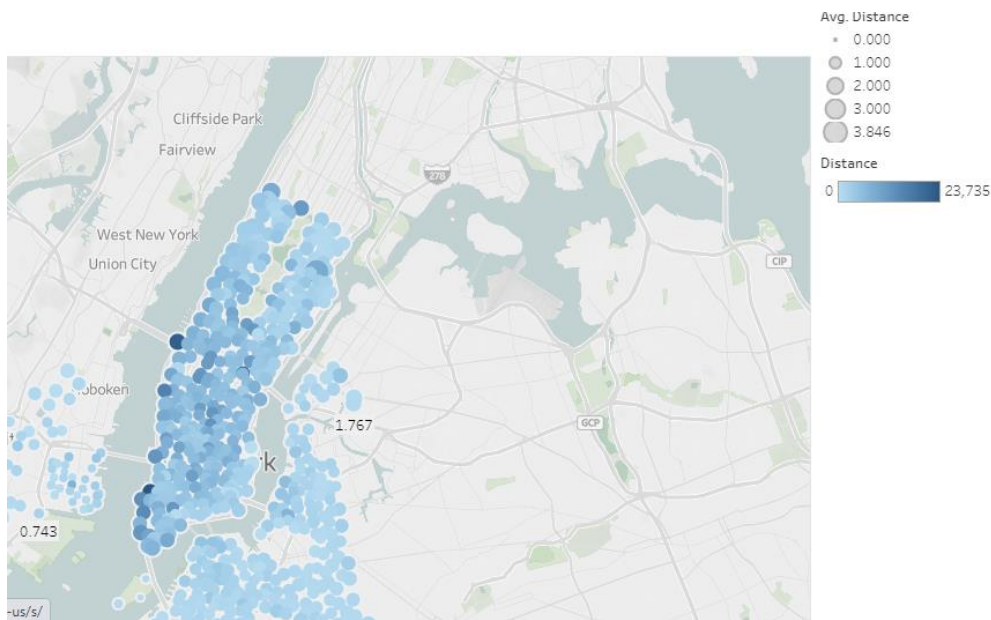 Avg. Distance
0.000
1.000
2.000
3.000
3.846
Distance
0
23,735
Cliffside Park
Fairview
278
West New York
Union City
CIP
oboken
1.767
GCP
rk
0.743
-us/s/